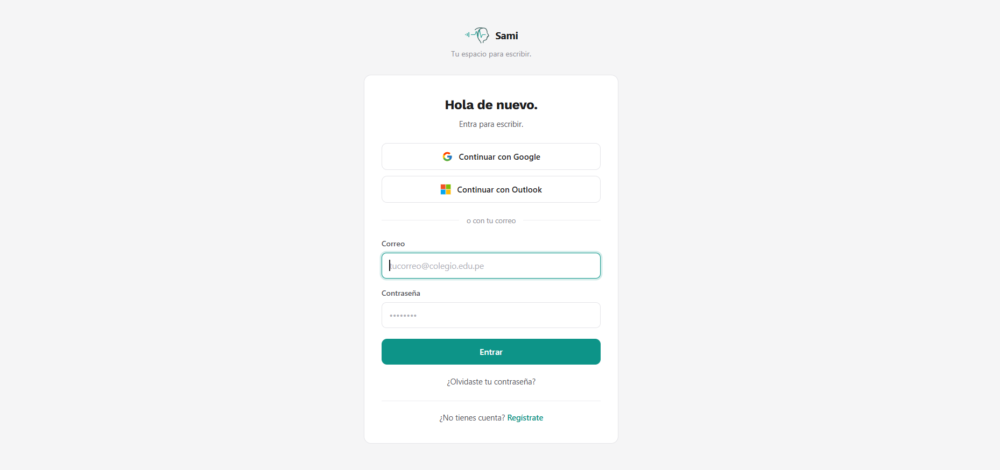 Sami
Tu espacio para escribir.
Hola de nuevo.
Entra para escribir.
Continuar con Google
Continuar con Outlook
o con tu correo
Correo
tucorreo@colegio.edu.pe
Contraseña
••••••••
Entrar
¿Olvidaste tu contraseña?
¿No tienes cuenta? Regístrate